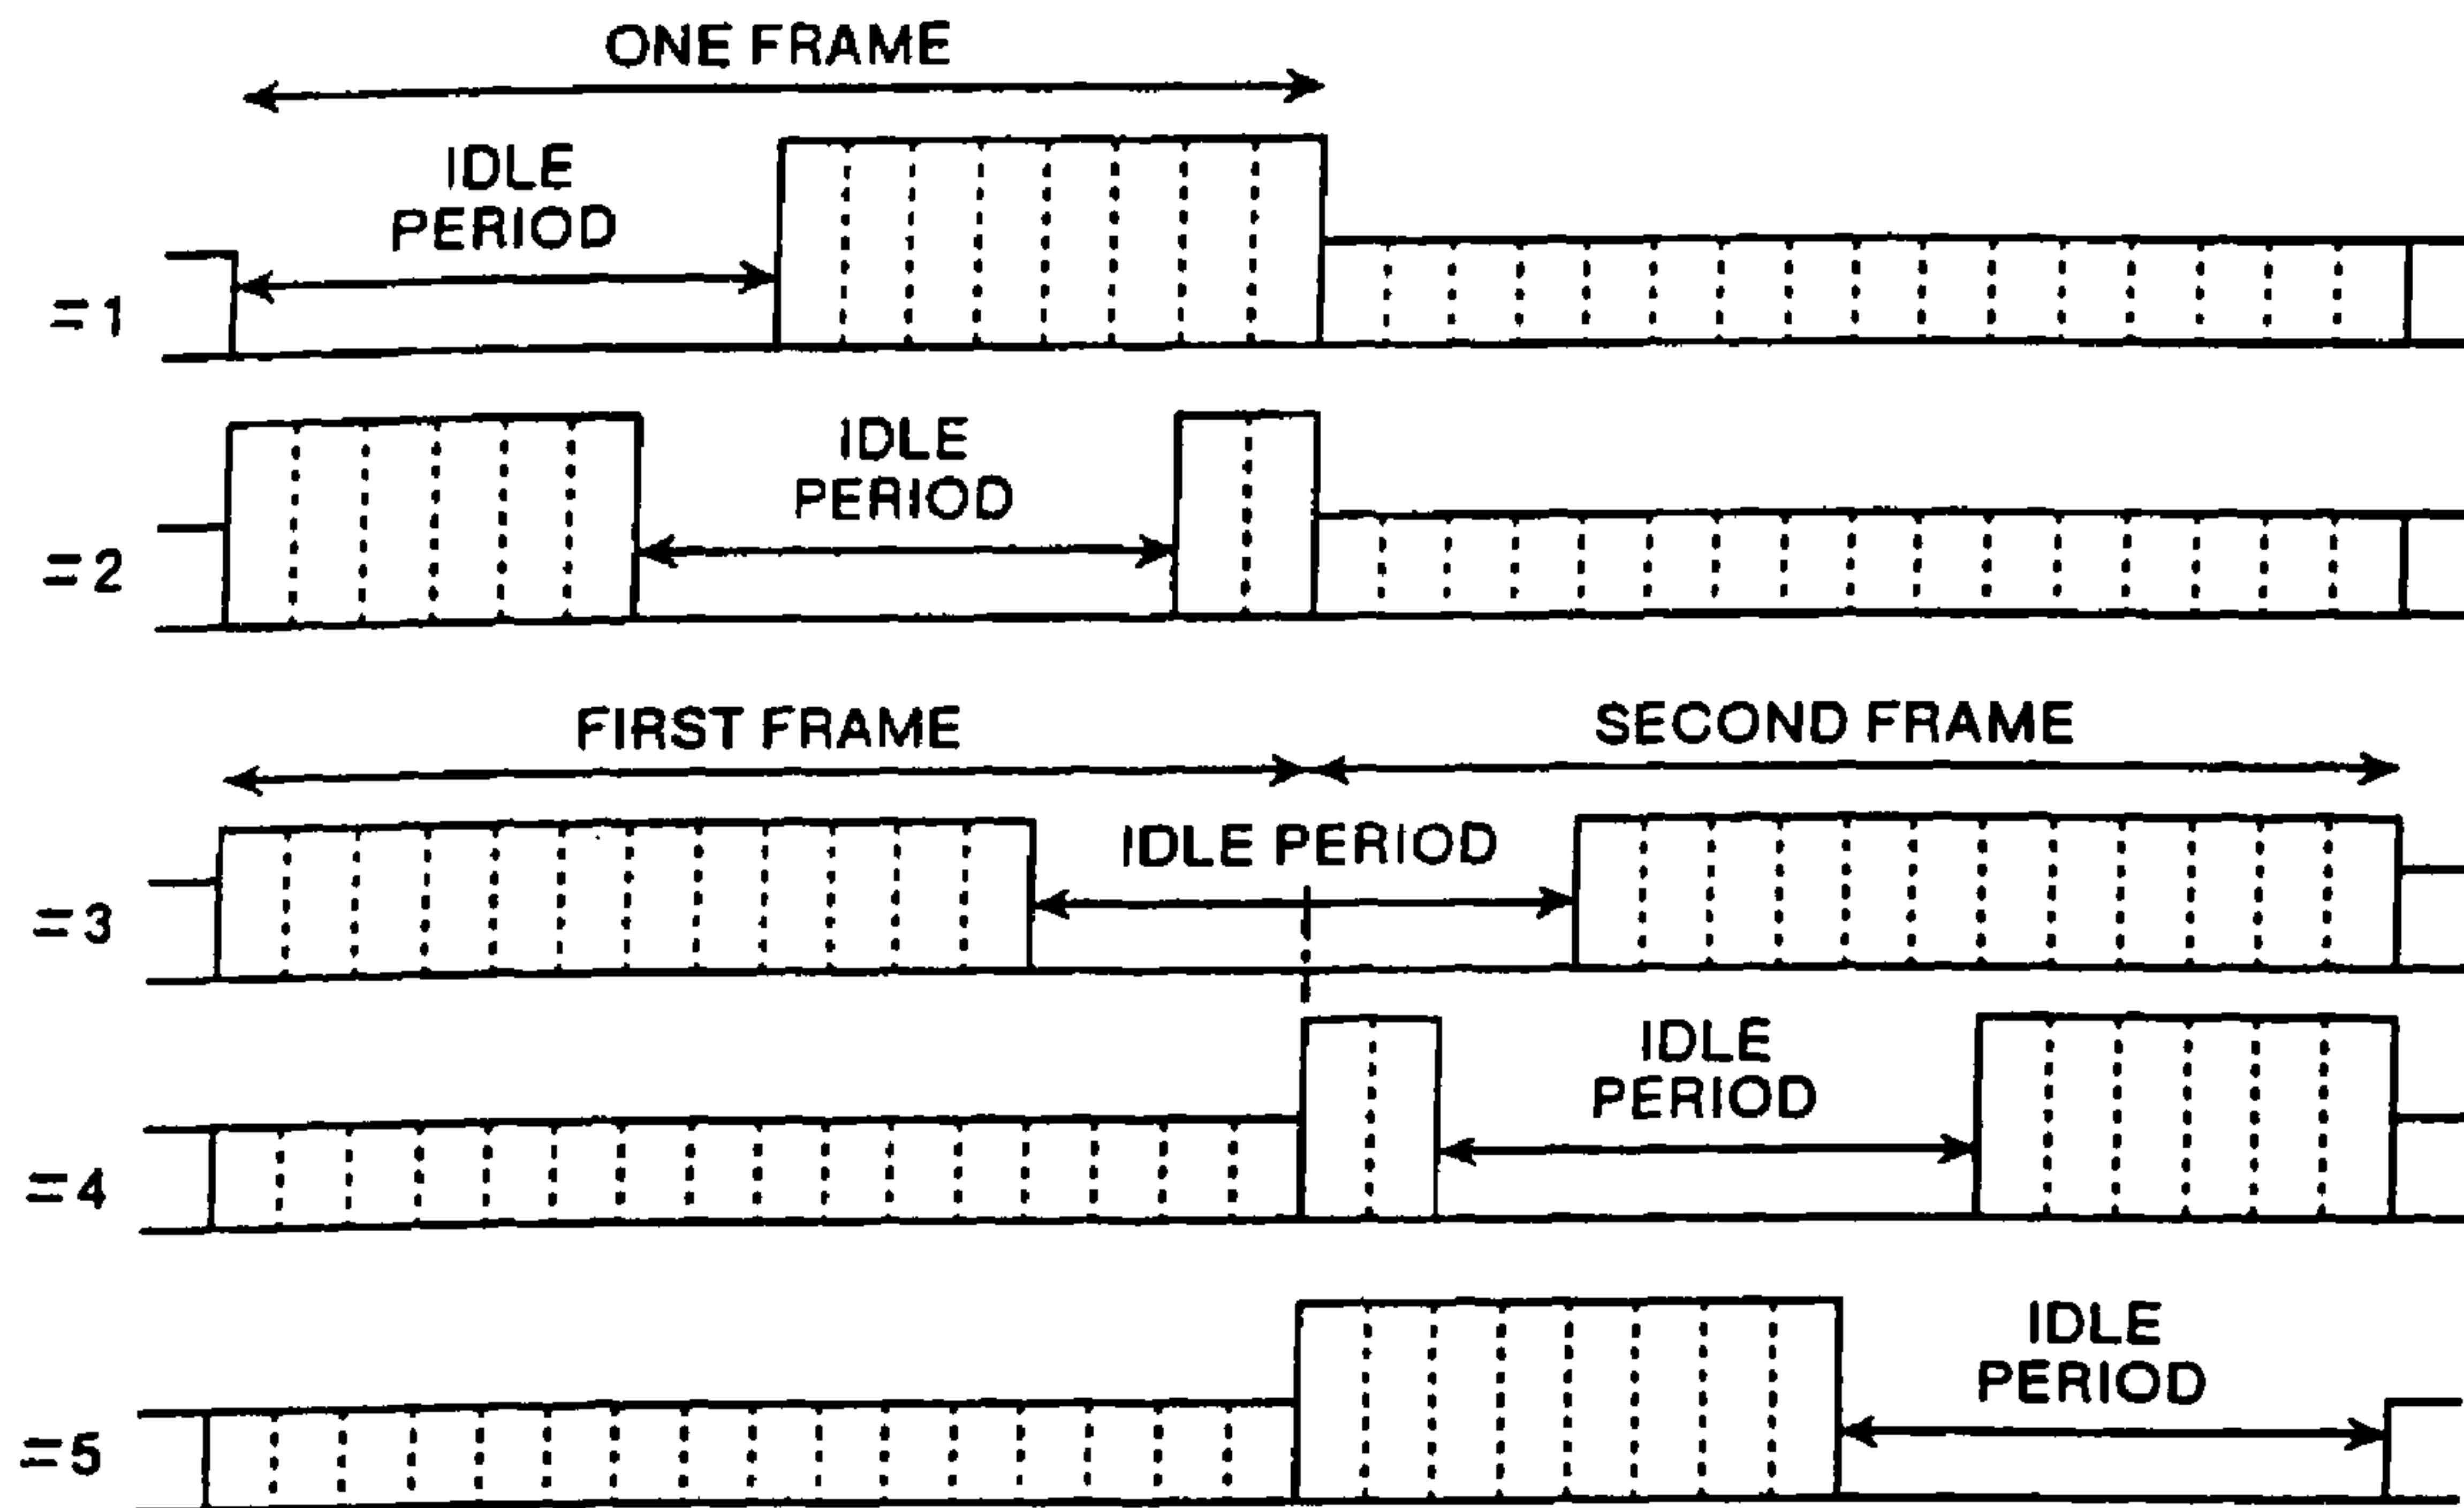 ONE FRAME
IDLE
PERIOD
=1
IDLE
PERIOD
=2
FIRST FRAME
SECOND FRAME
IDLE PERIOD
=3
IDLE
PERIOD
=4
IDLE
PERIOD
=5